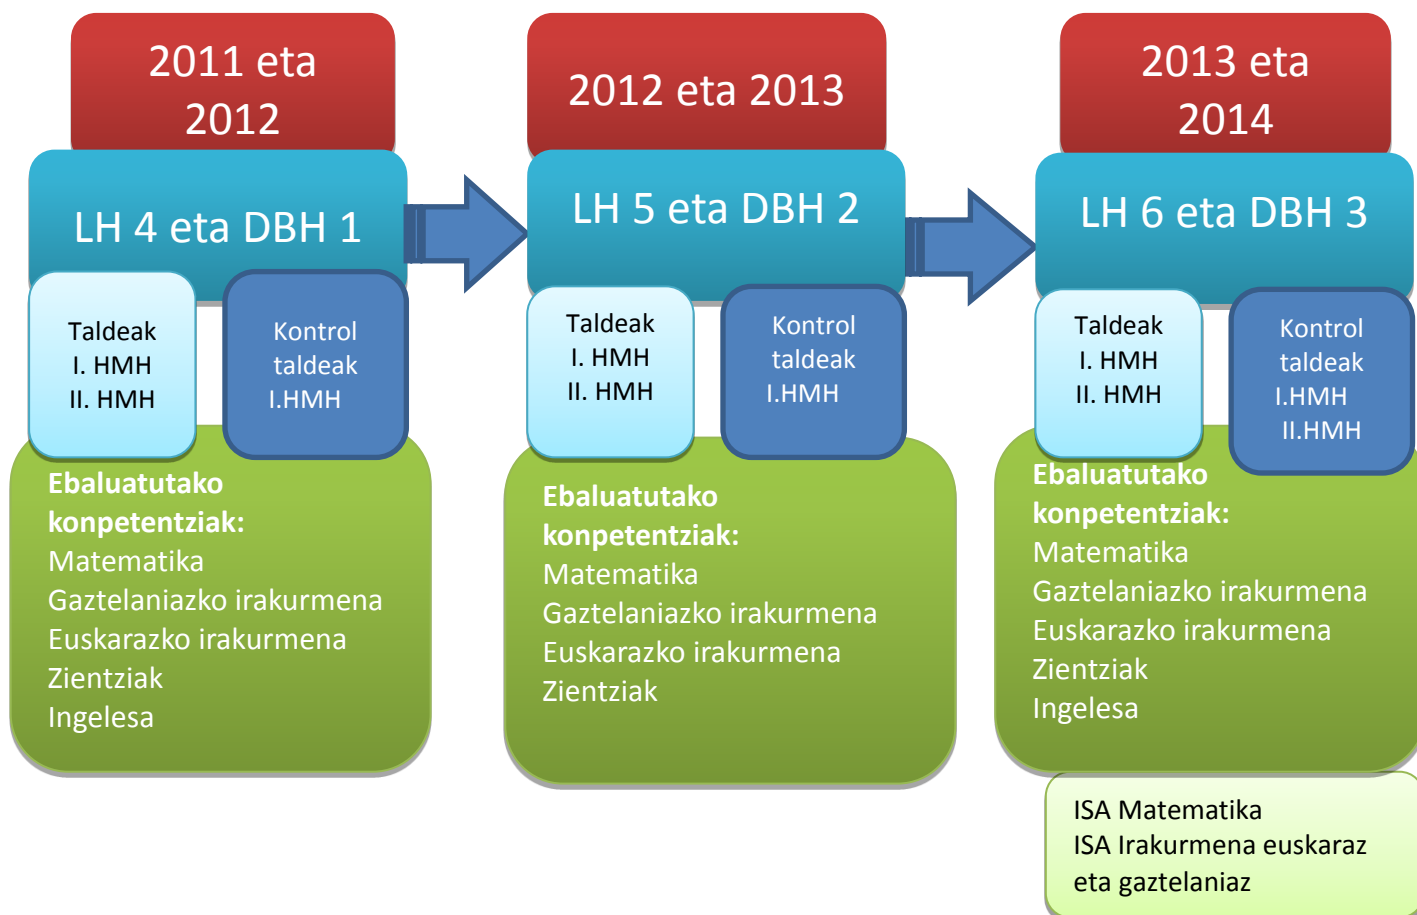 2011 eta
2012
LH 4 eta DBH 1
Taldeak
I. HMH
II. HMH
Kontrol
taldeak
I.HMH
Ebaluatutako
konpetentziak:
Matematika
Gaztelaniazko irakurmena
Euskarazko irakurmena
Zientziak
Ingelesa
2012 eta 2013
LH 5 eta DBH 2
Taldeak
I. HMH
II. HMH
Kontrol
taldeak
I.HMH
Ebaluatutako
konpetentziak:
Matematika
Gaztelaniazko irakurmena
Euskarazko irakurmena
Zientziak
2013 eta
2014
LH 6 eta DBH 3
Taldeak
I. HMH
II. HMH
Kontrol
taldeak
I.HMH
II.HMH
Ebaluatutako
konpetentziak:
Matematika
Gaztelaniazko irakurmena
Euskarazko irakurmena
Zientziak
Ingelesa
ISA Matematika
ISA Irakurmena euskaraz
eta gaztelaniaz